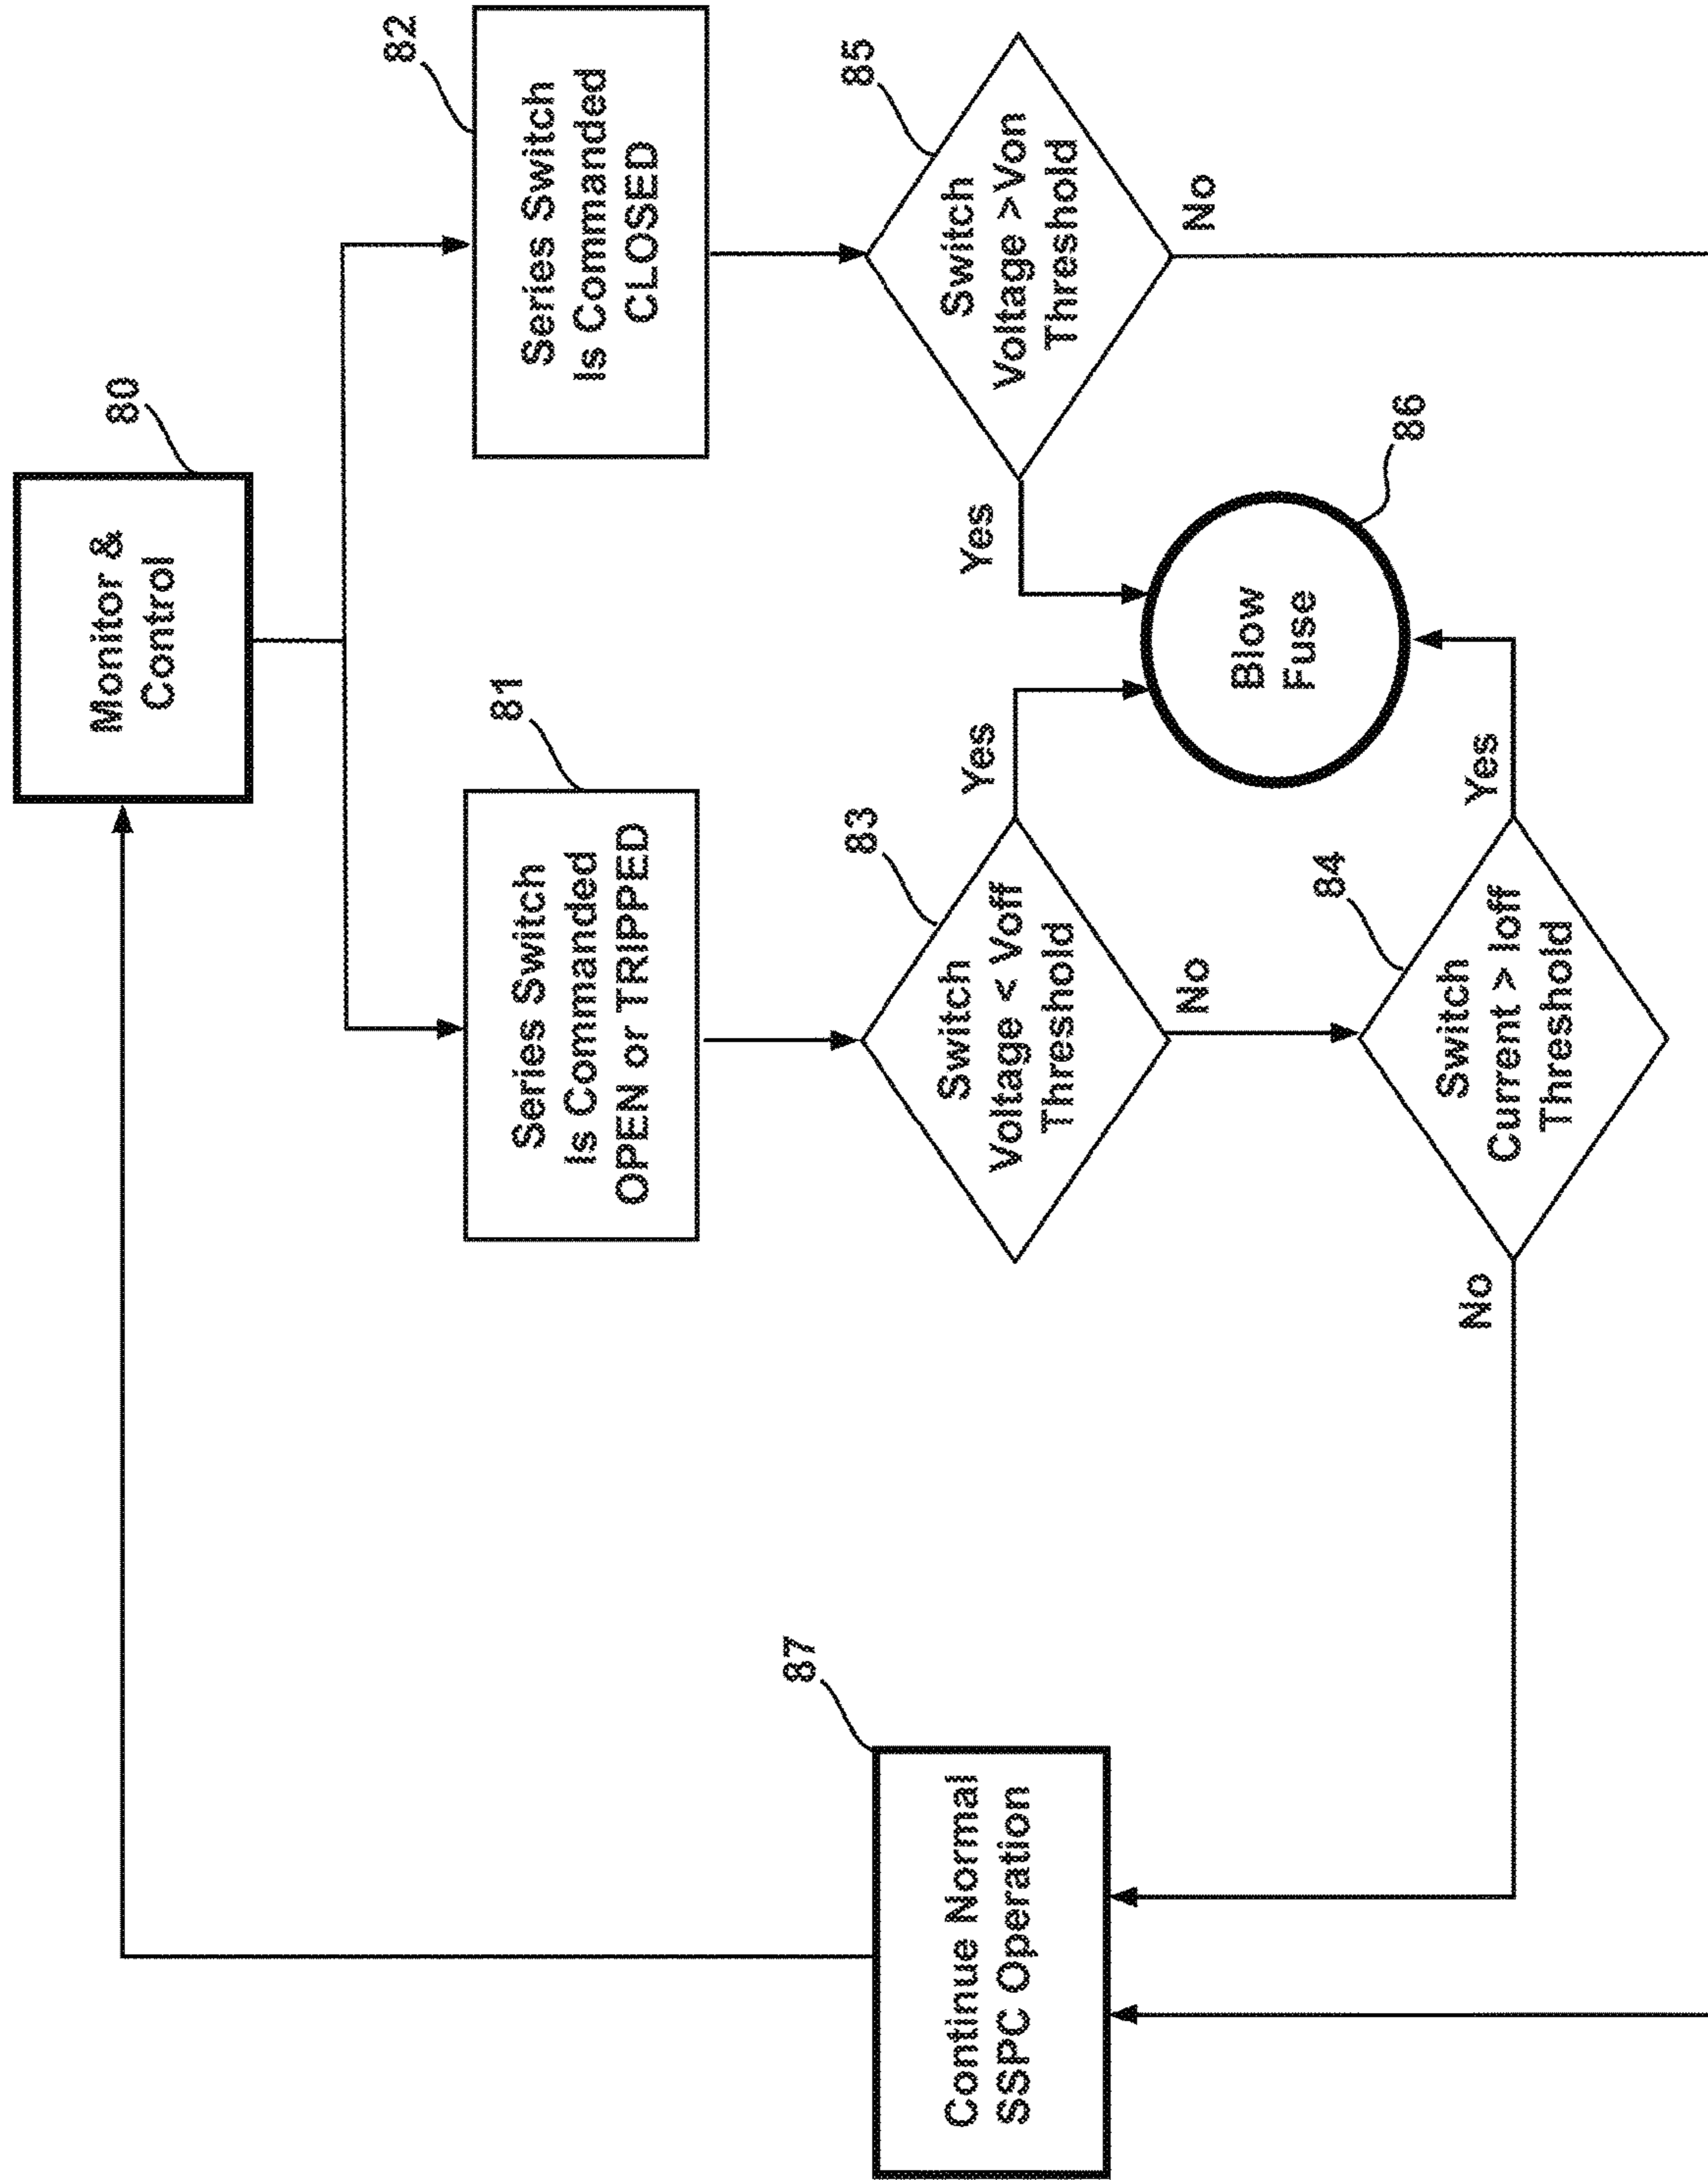 80
Monitor &
Control
81
Series Switch
Is Commanded
OPEN or TRIPPED
82
Series Switch
Is Commanded
CLOSED
83
Switch
Voltage < Voff
Threshold
Yes
No
85
Switch
Voltage >Von
Threshold
Yes
No
86
Blow
Fuse
84
Switch
Current > Ioff
Threshold
Yes
No
87
Continue Normal
SSPC Operation